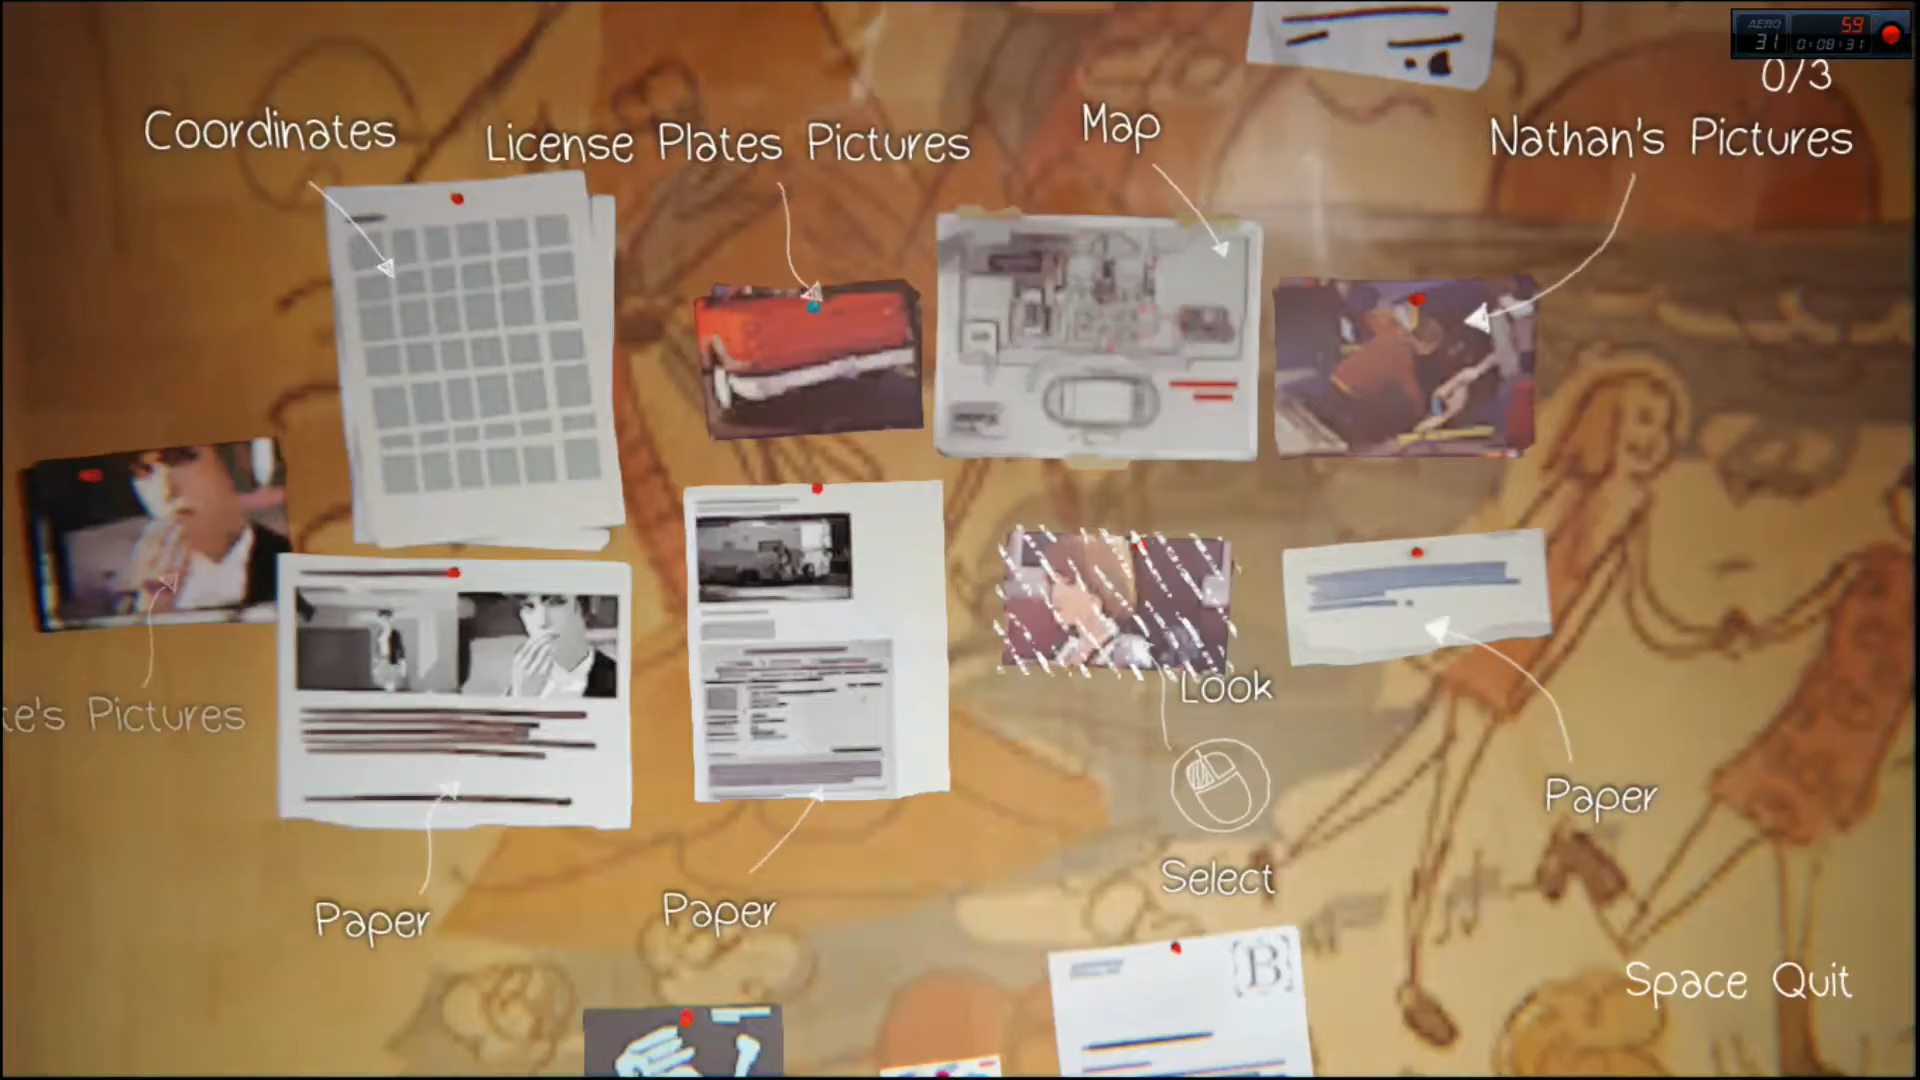 AERO
59
31
0:08:31
0/3
Coordinates
License Plates Pictures
Map
Nathan's Pictures
te's Pictures
Look
Select
Paper
Paper
Paper
[B]
Space Quit